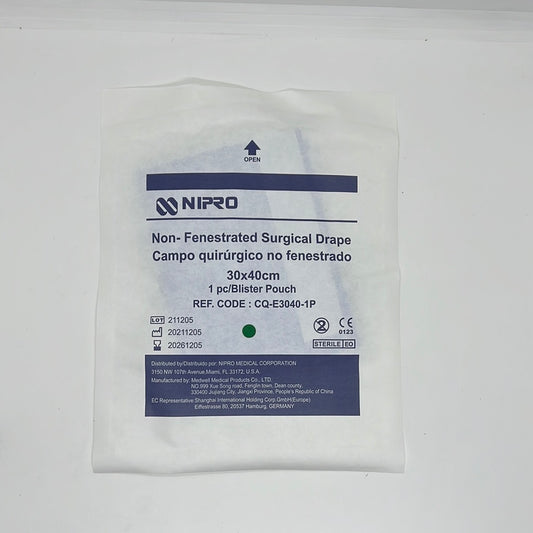 OPEN
NIPRO
Non- Fenestrated Surgical Drape
Campo quirúrgico no fenestrado
30x40cm
1 pc/Blister Pouch
REF. CODE : CQ-E3040-1P
LOT 211205
20211205
20261205
2
CE
0123
STERILE EO
Distributed by/Distribuido por: NIPRO MEDICAL CORPORATION
3150 NW 107th Avenue,Miami, FL 33172, U.S.A.
Manufactured by: Medwell Medical Products Co., LTD.
NO.999 Xue Song road, Fenglin town, Dean county,
330400 Jiujiang City, Jiangxi Province, People's Republic of China
EC Representative:Shanghai International Holding Corp.GmbH(Europe)
Eiffestrasse 80, 20537 Hamburg, GERMANY